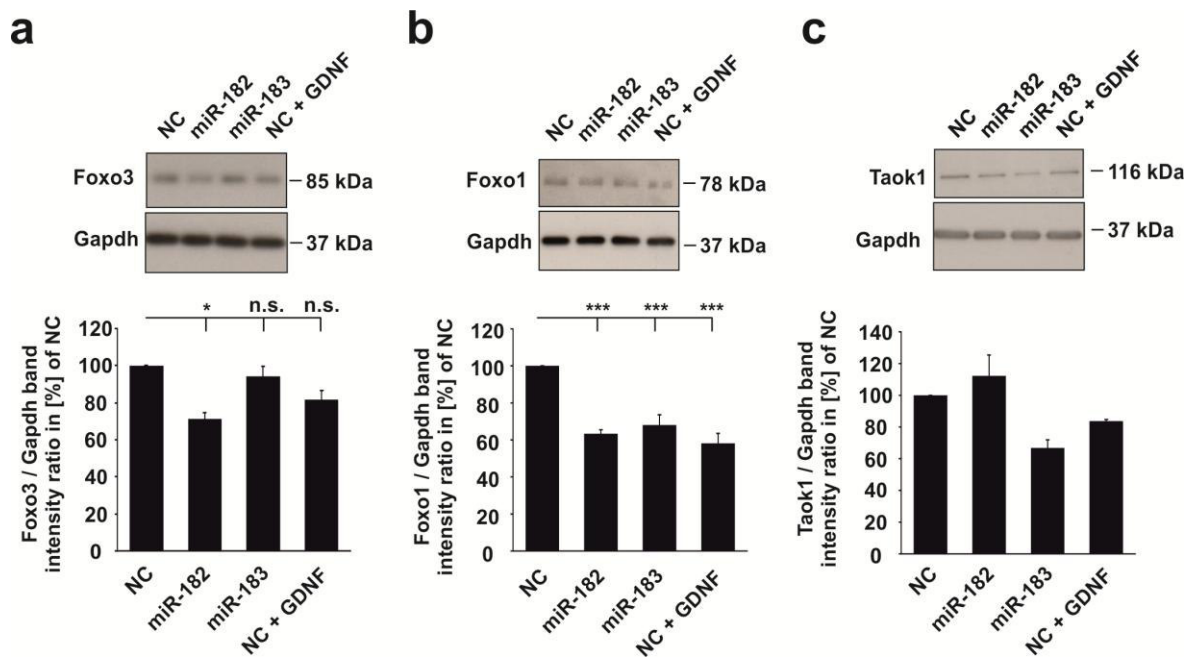 a
NC
miR-182
miR-183
NC + GDNF
Foxo3
85 kDa
Gapdh
37 kDa
* n.s. n.s.
Foxo3 / Gapdh band
intensity ratio in [%] of NC
120
100
80
60
40
20
0
NC
miR-182
miR-183
NC + GDNF
b
NC
miR-182
miR-183
NC + GDNF
Foxo1
78 kDa
Gapdh
37 kDa
*** *** ***
Foxo1 / Gapdh band
intensity ratio in [%] of NC
120
100
80
60
40
20
0
NC
miR-182
miR-183
NC + GDNF
c
NC
miR-182
miR-183
NC + GDNF
Taok1
116 kDa
Gapdh
37 kDa
Taok1 / Gapdh band
intensity ratio in [%] of NC
140
120
100
80
60
40
20
0
NC
miR-182
miR-183
NC + GDNF